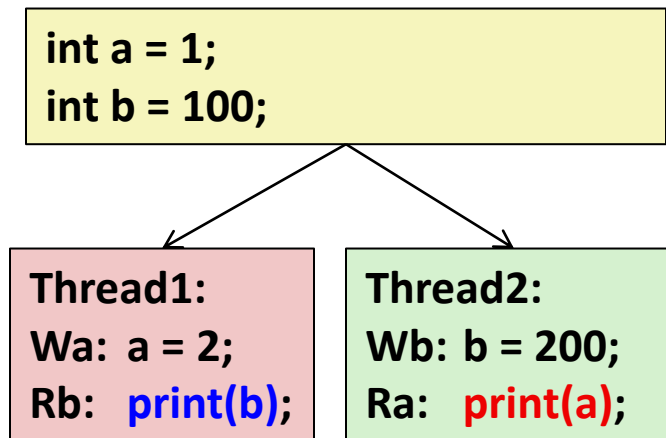 int a = 1;
int b = 100;
Thread1:
Wa: a = 2;
Rb: print(b);
Thread2:
Wb: b = 200;
Ra: print(a);